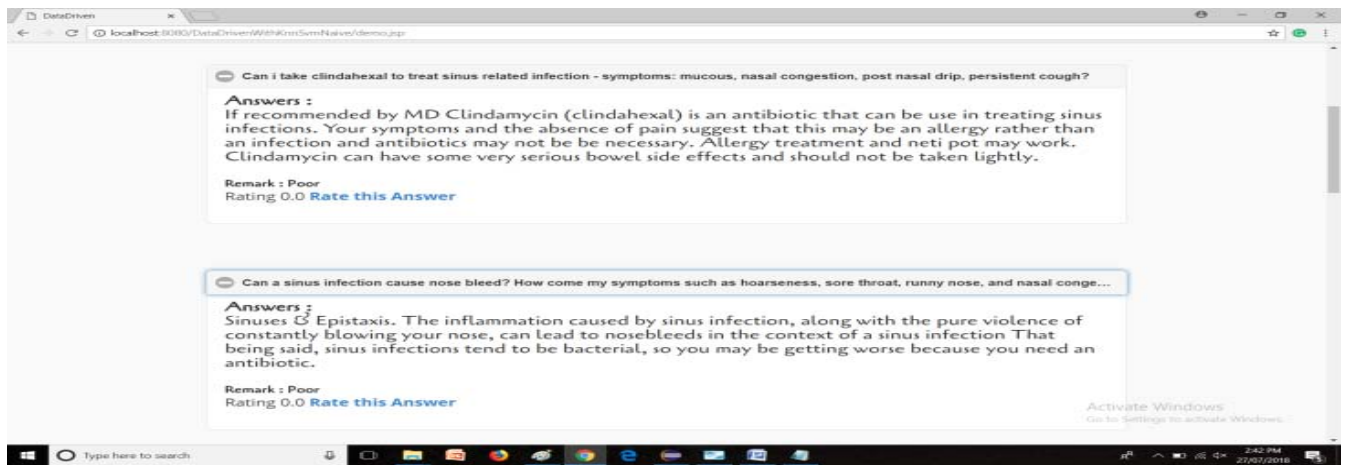 DataDriven
localhost:8080/DataDrivenWithKnnSvmNaive/demo.jsp
Can i take clindahexal to treat sinus related infection - symptoms: mucous, nasal congestion, post nasal drip, persistent cough?
Answers :
If recommended by MD Clindamycin (clindahexal) is an antibiotic that can be use in treating sinus
infections. Your symptoms and the absence of pain suggest that this may be an allergy rather than
an infection and antibiotics may not be be necessary. Allergy treatment and neti pot may work.
Clindamycin can have some very serious bowel side effects and should not be taken lightly.
Remark : Poor
Rating 0.0 Rate this Answer
Can a sinus infection cause nose bleed? How come my symptoms such as hoarseness, sore throat, runny nose, and nasal conge...
Answers :
Sinuses & Epistaxis. The inflammation caused by sinus infection, along with the pure violence of
constantly blowing your nose, can lead to nosebleeds in the context of a sinus infection That
being said, sinus infections tend to be bacterial, so you may be getting worse because you need an
antibiotic.
Remark : Poor
Rating 0.0 Rate this Answer
Activate Windows
Go to Settings to activate Windows.
Type here to search
2:42 PM
27/07/2018